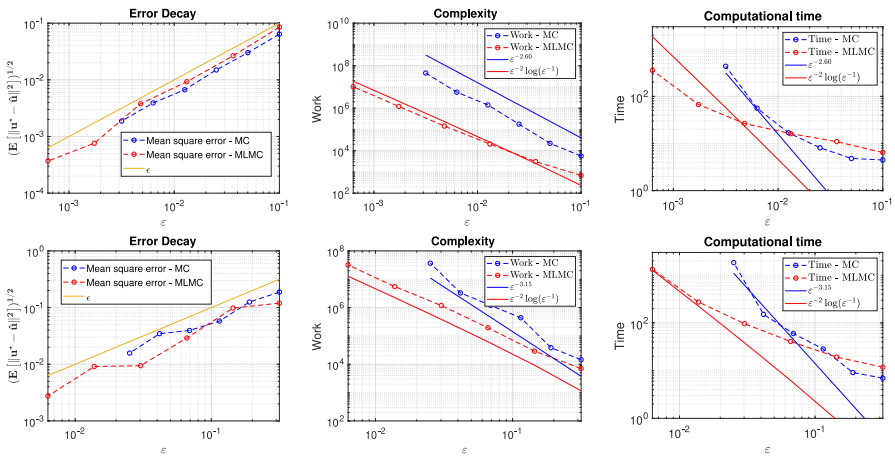 Error Decay
10^{-1}
10^{-2}
10^{-3}
10^{-4}
10^{-3}
10^{-2}
10^{-1}
(E [‖u* − û‖²])^{1/2}
ε
Mean square error - MC
Mean square error - MLMC
ϵ
Complexity
10^{10}
10^{8}
10^{6}
10^{4}
10^{2}
10^{0}
10^{-3}
10^{-2}
10^{-1}
Work
ε
Work - MC
Work - MLMC
ε^{-2.60}
ε^{-2} log(ε^{-1})
Computational time
10^{2}
10^{0}
10^{-3}
10^{-2}
10^{-1}
Time
ε
Time - MC
Time - MLMC
ε^{-2.60}
ε^{-2} log(ε^{-1})
Error Decay
10^{0}
10^{-1}
10^{-2}
10^{-3}
10^{-2}
10^{-1}
(E [‖u* − û‖²])^{1/2}
ε
Mean square error - MC
Mean square error - MLMC
ϵ
Complexity
10^{8}
10^{6}
10^{4}
10^{2}
10^{0}
10^{-2}
10^{-1}
Work
ε
Work - MC
Work - MLMC
ε^{-3.15}
ε^{-2} log(ε^{-1})
Computational time
10^{2}
10^{0}
10^{-2}
10^{-1}
Time
ε
Time - MC
Time - MLMC
ε^{-3.15}
ε^{-2} log(ε^{-1})